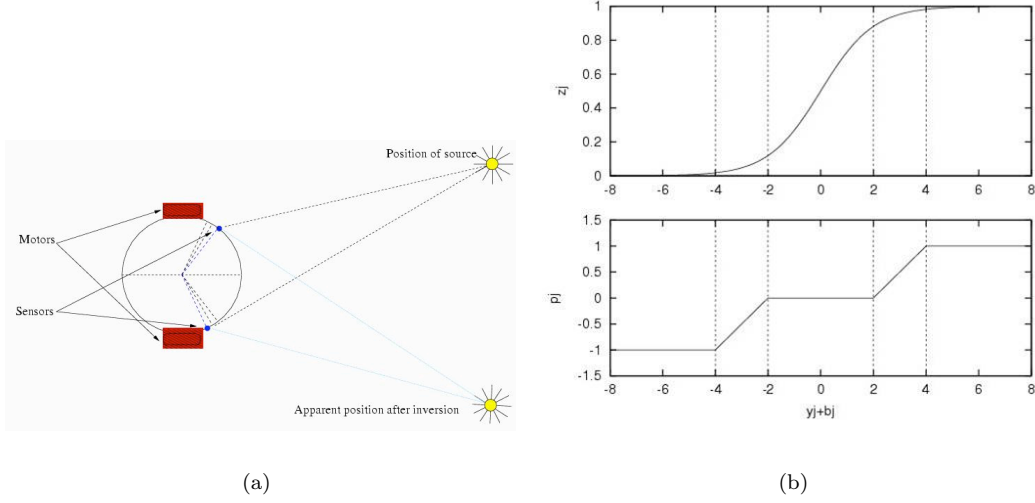 Position of source
Motors
Sensors
Apparent position after inversion
(a)
1
0.8
0.6
0.4
0.2
0
zj
-8 -6 -4 -2 0 2 4 6 8
1.5
1
0.5
0
-0.5
-1
-1.5
pj
-8 -6 -4 -2 0 2 4 6 8
yj+bj
(b)